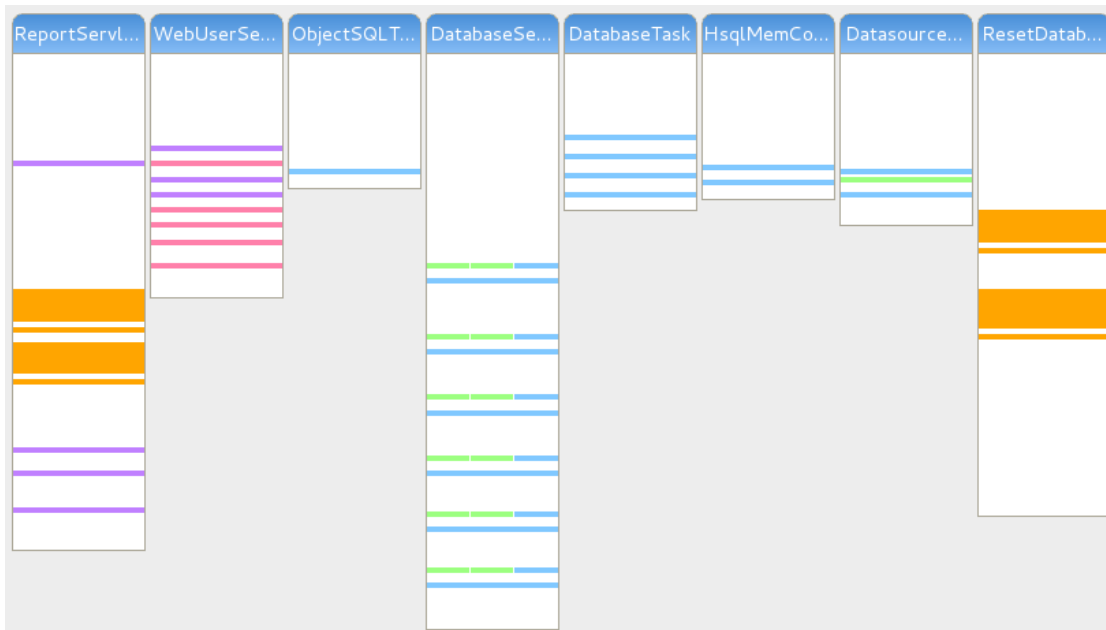 ReportServl...
WebUserSe...
ObjectSQLT...
DatabaseSe...
DatabaseTask
HsqlMemCo...
Datasource...
ResetDatab...